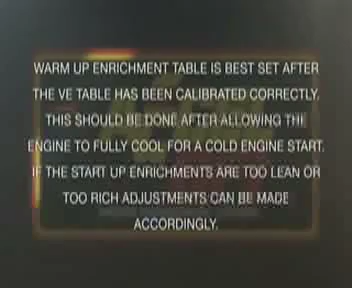 WARM UP ENRICHMENT TABLE IS BEST SET AFTER
THE VE TABLE HAS BEEN CALIBRATED CORRECTLY.
THIS SHOULD BE DONE AFTER ALLOWING THE
ENGINE TO FULLY COOL FOR A COLD ENGINE START.
IF THE START UP ENRICHMENTS ARE TOO LEAN OR
TOO RICH ADJUSTMENTS CAN BE MADE
ACCORDINGLY.